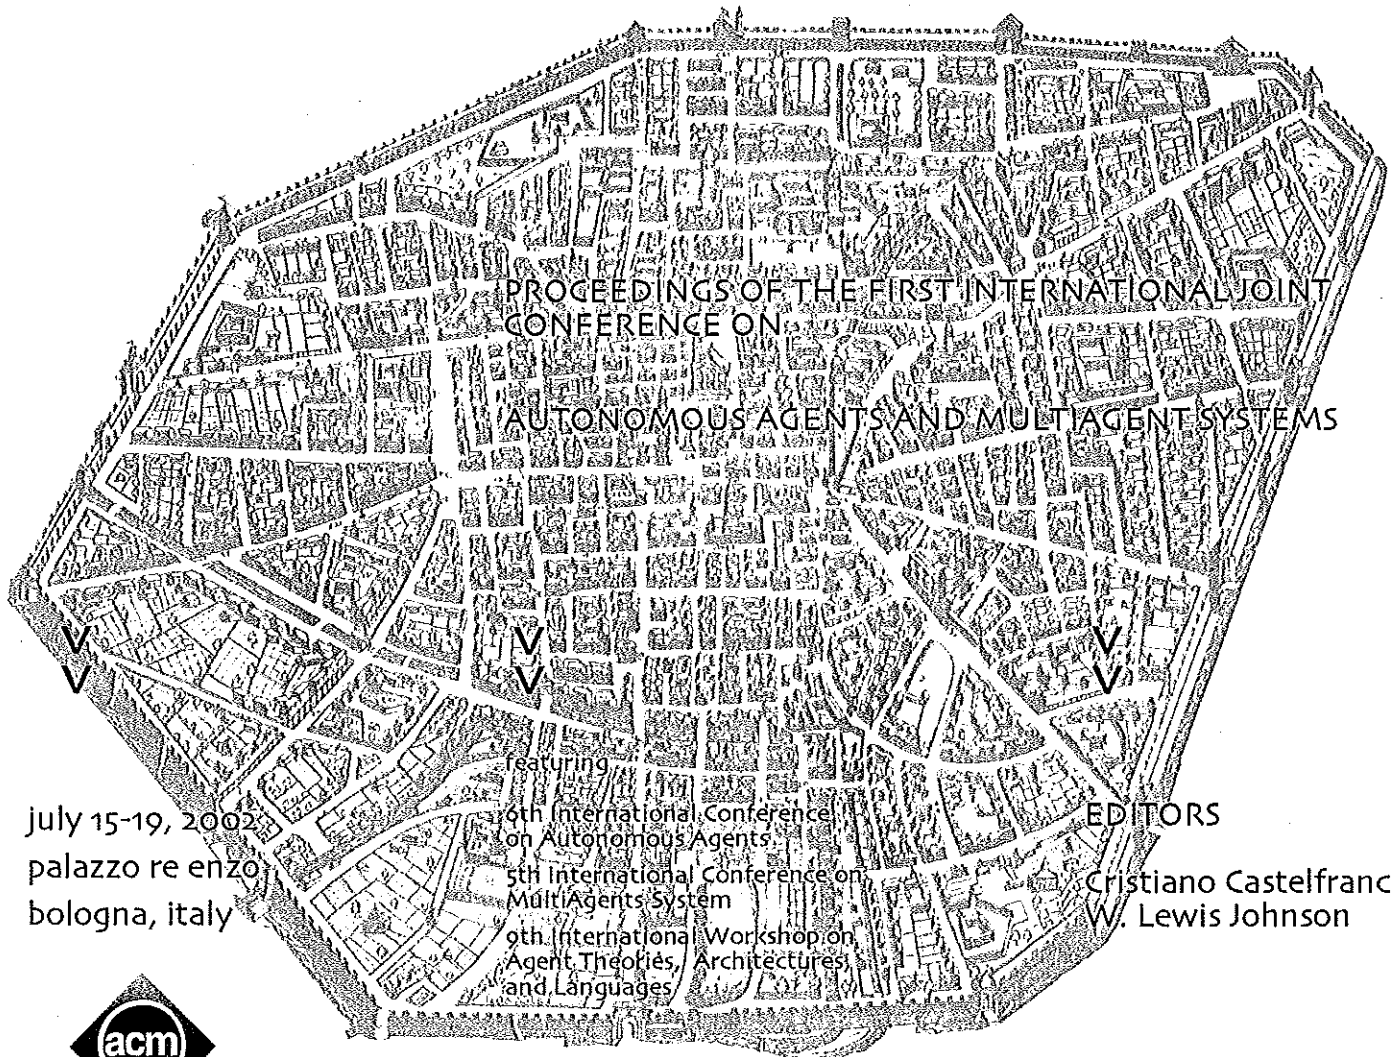 PROCEEDINGS OF THE FIRST INTERNATIONAL JOINT
CONFERENCE ON
AUTONOMOUS AGENTS AND MULTIAGENT SYSTEMS
V V V
V V V
july 15-19, 2002
palazzo re enzo
bologna, italy
featuring
6th International Conference
on Autonomous Agents
5th International Conference on
MultiAgents System
9th International Workshop on
Agent Theories, Architectures
and Languages
EDITORS
Cristiano Castelfranc
W. Lewis Johnson
acm